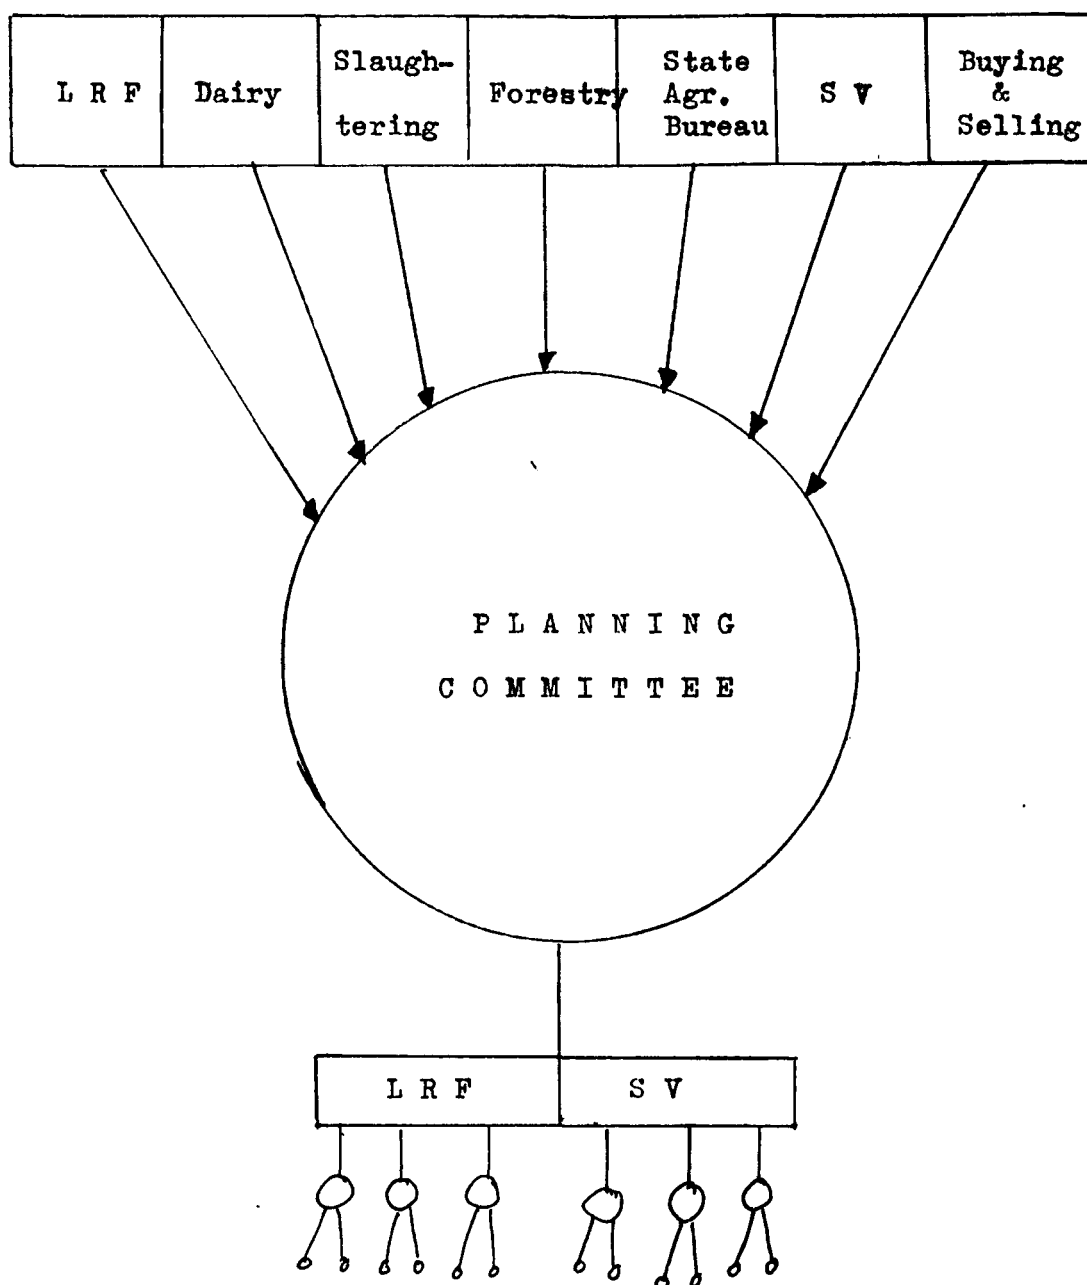 L R F
Dairy
Slaugh-
tering
Forestry
State
Agr.
Bureau
S V
Buying
&
Selling
P L A N N I N G
C O M M I T T E E
L R F
S V